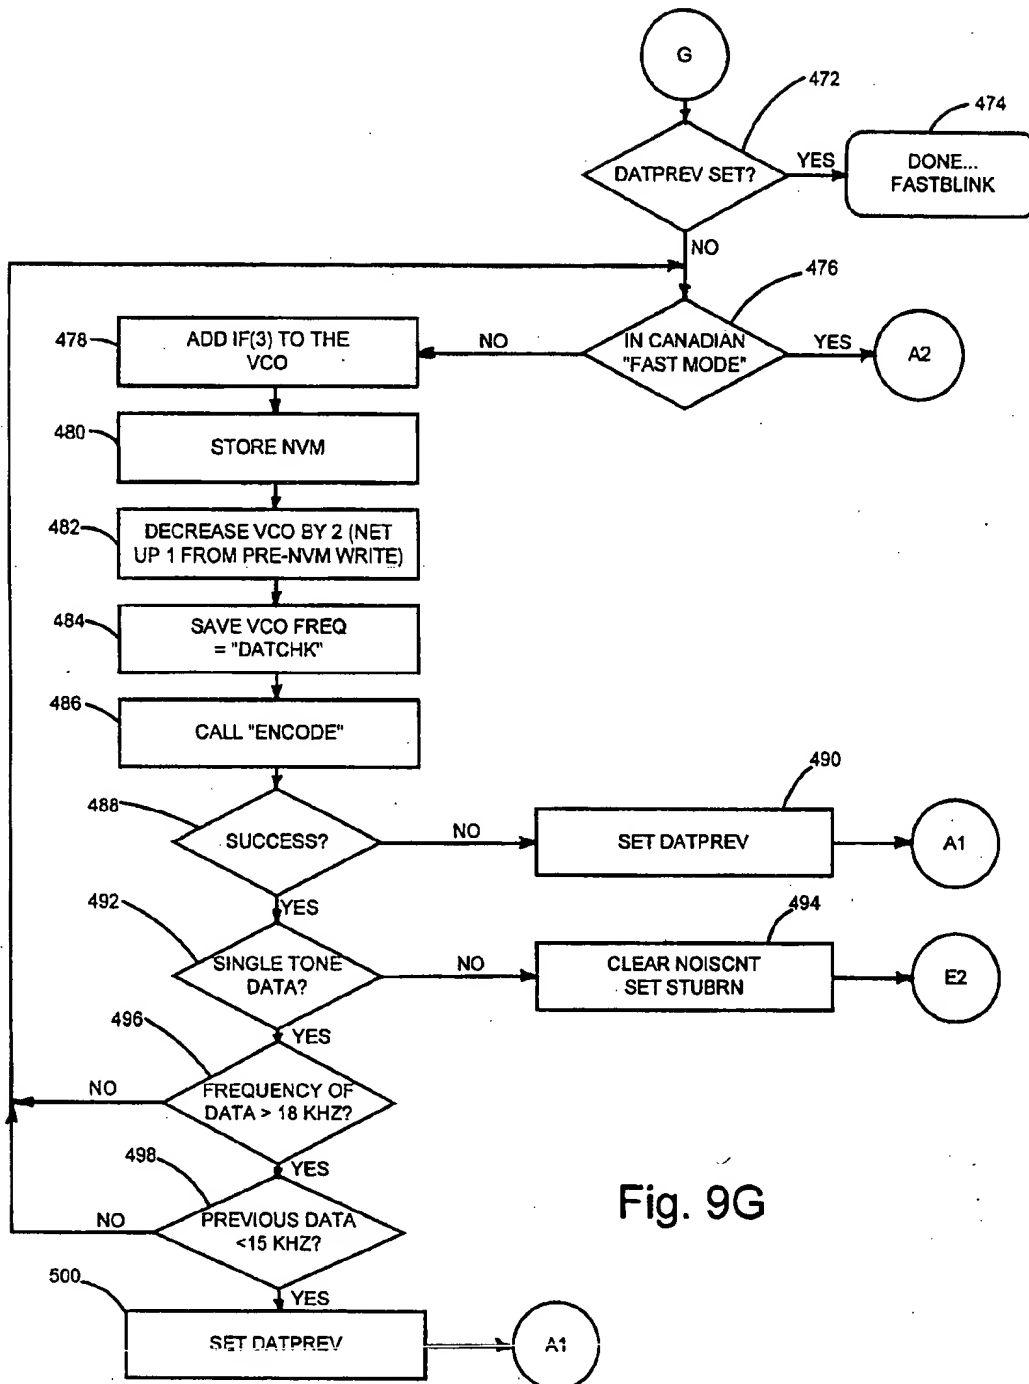 G
472
474
DATPREV SET?
YES
DONE...
FASTBLINK
NO
476
478
ADD IF(3) TO THE
VCO
NO
IN CANADIAN
"FAST MODE"
YES
A2
480
STORE NVM
482
DECREASE VCO BY 2 (NET
UP 1 FROM PRE-NVM WRITE)
484
SAVE VCO FREQ
= "DATCHK"
486
CALL "ENCODE"
488
SUCCESS?
NO
490
SET DATPREV
A1
YES
492
SINGLE TONE
DATA?
NO
494
CLEAR NOISCNT
SET STUBRN
E2
YES
496
NO
FREQUENCY OF
DATA > 18 KHZ?
YES
498
NO
PREVIOUS DATA
<15 KHZ?
YES
500
SET DATPREV
A1
Fig. 9G